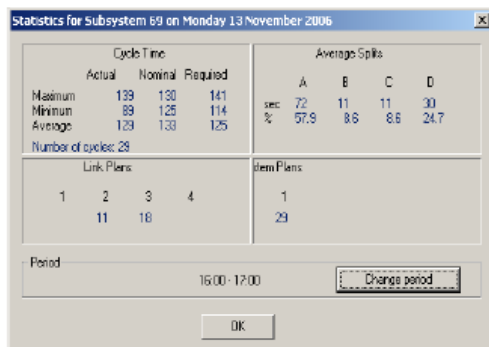 Statistics for Subsystem 69 on Monday 13 November 2006
x
Cycle Time
Actual Nominal Required
Maximum 139 130 141
Minimum 89 125 114
Average 129 133 125
Number of cycles: 29
Average Splits
A B C D
sec 72 11 11 30
% 57.9 8.6 8.6 24.7
Link Plans
1 2 3 4
11 18
dem Plans
1
29
Period
16:00 - 17:00
Change period
OK